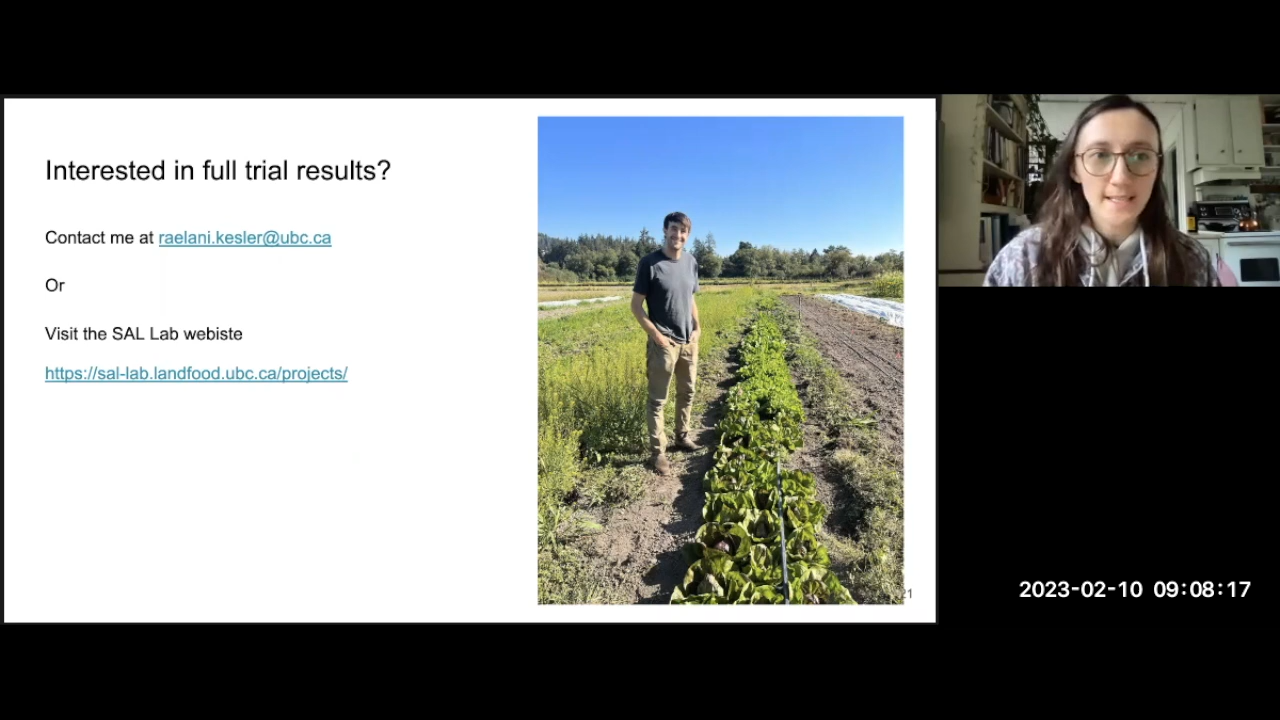 Interested in full trial results?
Contact me at raelani.kesler@ubc.ca
Or
Visit the SAL Lab webiste
https://sal-lab.landfood.ubc.ca/projects/
21
2023-02-10 09:08:17